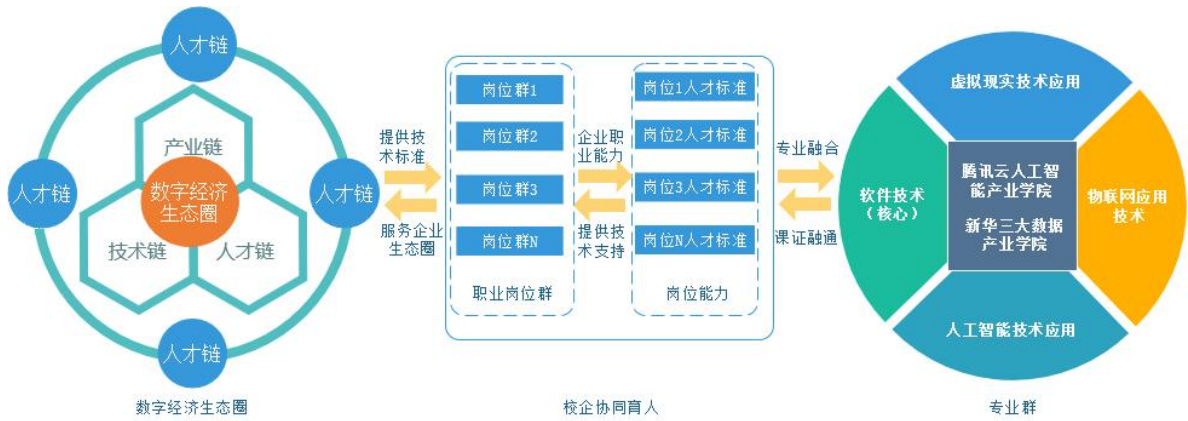 人才链
产业链
人才链
数字经济
生态圈
人才链
技术链
人才链
人才链
数字经济生态圈
提供技
术标准
服务企业
生态圈
岗位群1
岗位群2
岗位群3
岗位群N
职业岗位群
企业职
业能力
提供技
术支持
岗位1人才标准
岗位2人才标准
岗位3人才标准
岗位N人才标准
岗位能力
校企协同育人
专业融合
课证融通
虚拟现实技术应用
软件技术
（核心）
腾讯云人工智
能产业学院
新华三大数据
产业学院
物联网应用
技术
人工智能技术应用
专业群